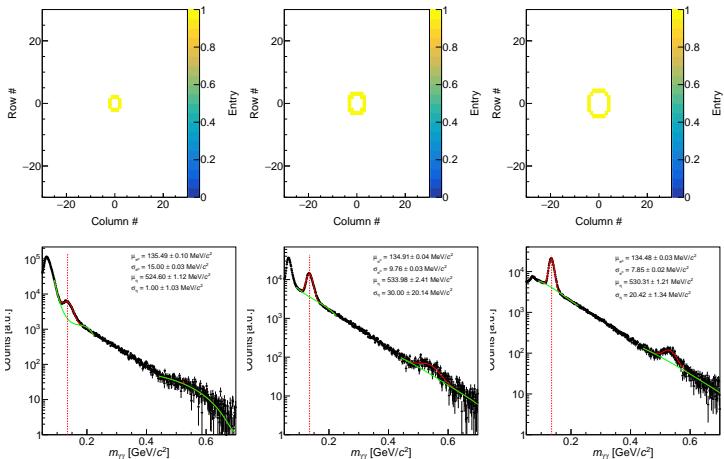 Row #
20
0
−20
−20
0
20
Column #
Entry
1
0.8
0.6
0.4
0.2
0
Row #
20
0
−20
−20
0
20
Column #
Entry
1
0.8
0.6
0.4
0.2
0
Row #
20
0
−20
−20
0
20
Column #
Entry
1
0.8
0.6
0.4
0.2
0
Counts [a.u.]
10⁵
10⁴
10³
10²
10
1
μπ⁰ = 135.49 ± 0.10 MeV/c²
σπ⁰ = 15.00 ± 0.03 MeV/c²
μη = 524.60 ± 1.12 MeV/c²
ση = 1.00 ± 1.03 MeV/c²
0.2
0.4
0.6
mγγ [GeV/c²]
Counts [a.u.]
10⁴
10³
10²
10
1
μπ⁰ = 134.91 ± 0.04 MeV/c²
σπ⁰ = 9.76 ± 0.03 MeV/c²
μη = 533.98 ± 2.41 MeV/c²
ση = 30.00 ± 20.14 MeV/c²
0.2
0.4
0.6
mγγ [GeV/c²]
Counts [a.u.]
10⁴
10³
10²
10
1
μπ⁰ = 134.48 ± 0.03 MeV/c²
σπ⁰ = 7.85 ± 0.02 MeV/c²
μη = 530.31 ± 1.21 MeV/c²
ση = 20.42 ± 1.34 MeV/c²
0.2
0.4
0.6
mγγ [GeV/c²]